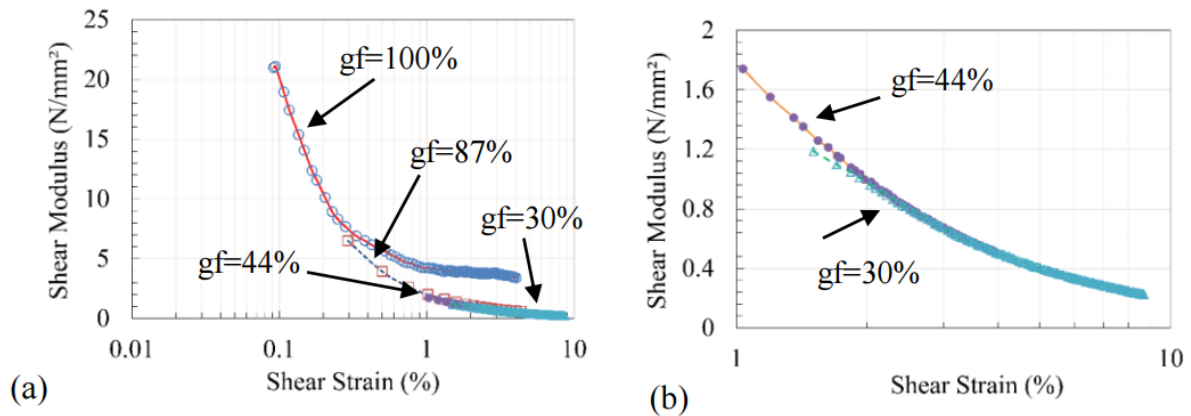 25
20
15
10
5
0
Shear Modulus (N/mm²)
gf=100%
gf=87%
gf=30%
gf=44%
0.01
0.1
1
10
Shear Strain (%)
(a)
2
1.6
1.2
0.8
0.4
0
Shear Modulus (N/mm²)
gf=44%
gf=30%
1
10
Shear Strain (%)
(b)